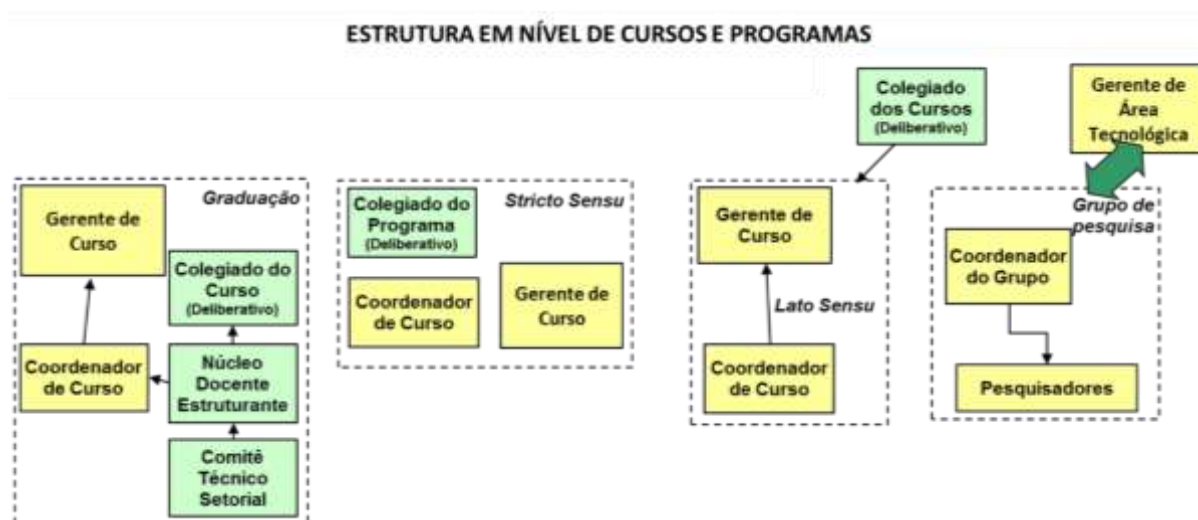 ESTRUTURA EM NÍVEL DE CURSOS E PROGRAMAS
Colegiado
dos Cursos
(Deliberativo)
Gerente de
Área
Tecnológica
Graduação
Gerente de
Curso
Colegiado do
Curso
(Deliberativo)
Coordenador
de Curso
Núcleo
Docente
Estruturante
Comitê
Técnico
Setorial
Stricto Sensu
Colegiado do
Programa
(Deliberativo)
Coordenador
de Curso
Gerente de
Curso
Gerente de
Curso
Lato Sensu
Coordenador
de Curso
Grupo de
pesquisa
Coordenador
do Grupo
Pesquisadores